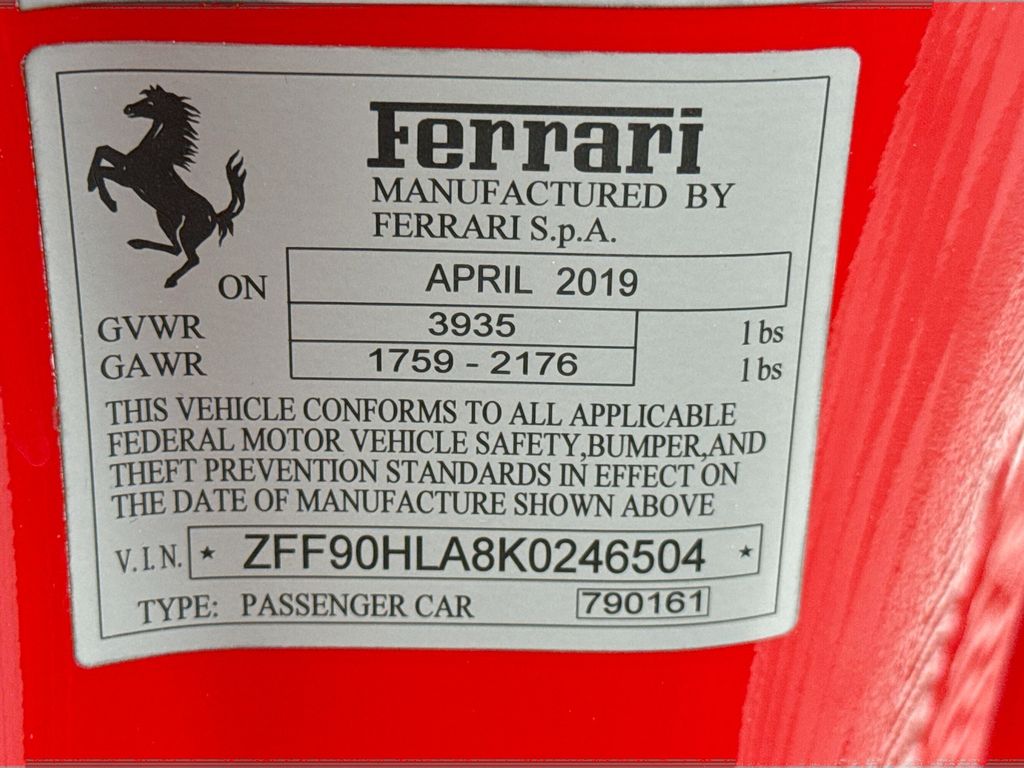 Ferrari
MANUFACTURED BY
FERRARI S.p.A.
ON APRIL 2019
GVWR 3935 lbs
GAWR 1759 - 2176 lbs
THIS VEHICLE CONFORMS TO ALL APPLICABLE
FEDERAL MOTOR VEHICLE SAFETY,BUMPER,AND
THEFT PREVENTION STANDARDS IN EFFECT ON
THE DATE OF MANUFACTURE SHOWN ABOVE
V.I.N. ★ ZFF90HLA8K0246504 ★
TYPE: PASSENGER CAR 790161